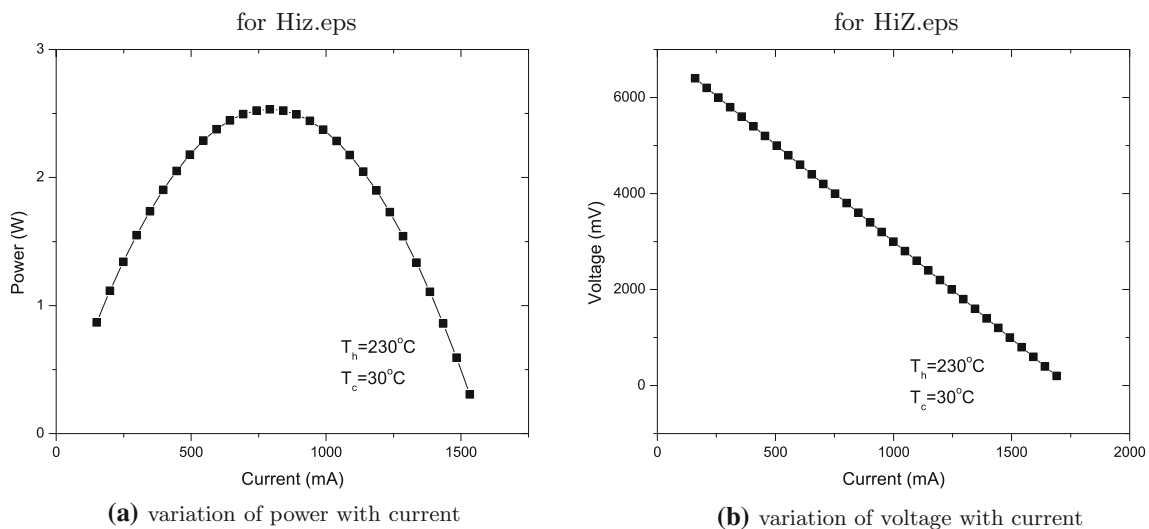 for Hiz.eps
3
2
1
0
Power (W)
T_h=230°C
T_c=30°C
0 500 1000 1500
Current (mA)
(a) variation of power with current
for HiZ.eps
6000
4000
2000
0
Voltage (mV)
T_h=230°C
T_c=30°C
0 500 1000 1500 2000
Current (mA)
(b) variation of voltage with current